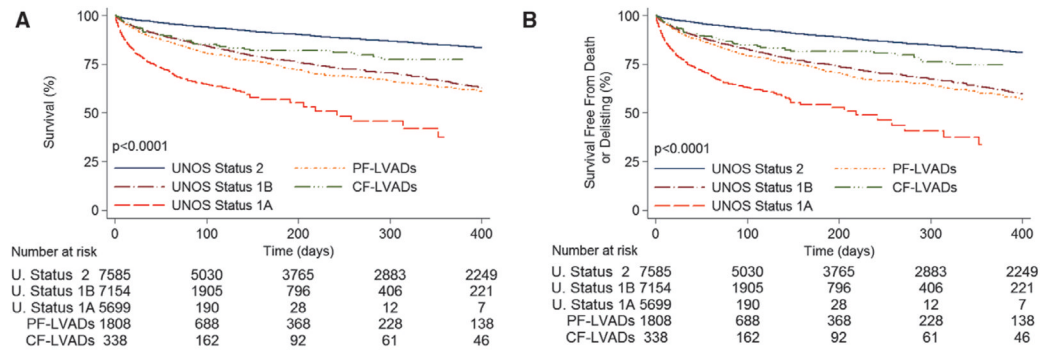 A
Survival (%)
100
75
50
25
0
p<0.0001
UNOS Status 2
UNOS Status 1B
UNOS Status 1A
PF-LVADs
CF-LVADs
0 100 200 300 400
Number at risk
Time (days)
U. Status 2 7585 5030 3765 2883 2249
U. Status 1B 7154 1905 796 406 221
U. Status 1A 5699 190 28 12 7
PF-LVADs 1808 688 368 228 138
CF-LVADs 338 162 92 61 46
B
Survival Free From Death
or Delisting (%)
100
75
50
25
0
p<0.0001
UNOS Status 2
UNOS Status 1B
UNOS Status 1A
PF-LVADs
CF-LVADs
0 100 200 300 400
Number at risk
Time (days)
U. Status 2 7585 5030 3765 2883 2249
U. Status 1B 7154 1905 796 406 221
U. Status 1A 5699 190 28 12 7
PF-LVADs 1808 688 368 228 138
CF-LVADs 338 162 92 61 46